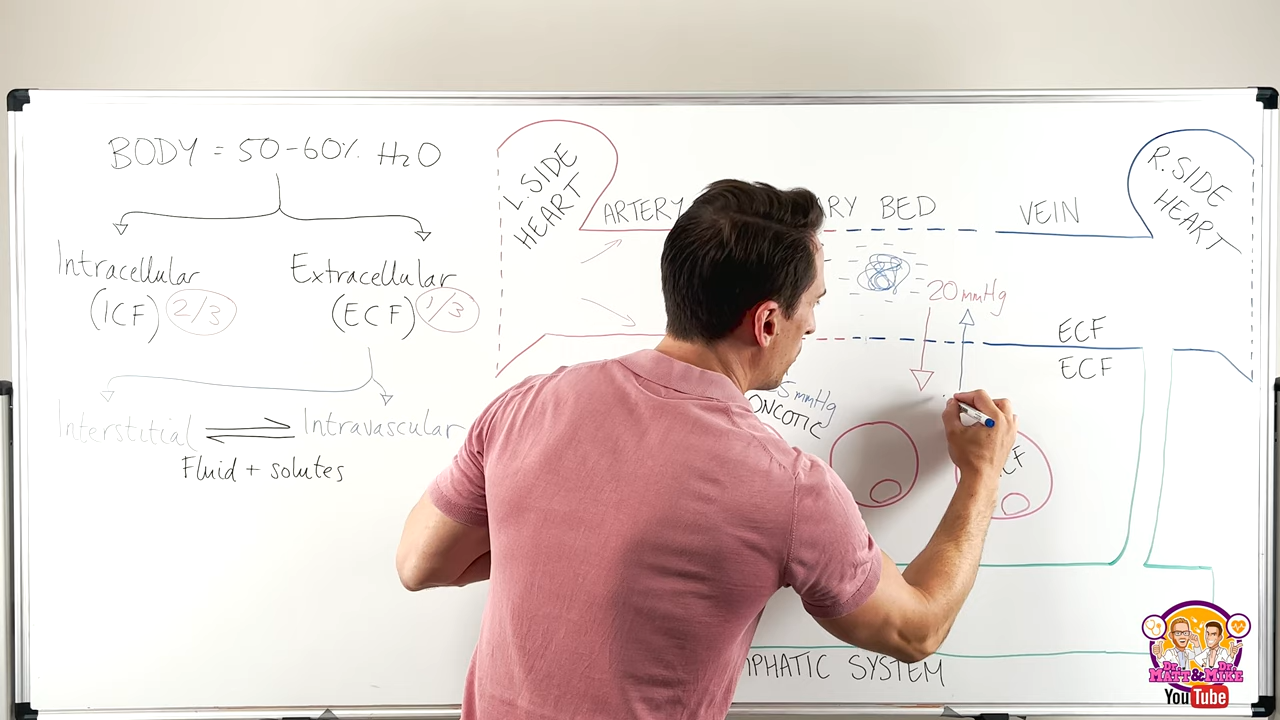 BODY = 50-60% H2O
Intracellular
(ICF) 2/3
Extracellular
(ECF) 1/3
Interstitial
Intravascular
Fluid + solutes
L. SIDE
HEART
ARTERY
BED
VEIN
R. SIDE
HEART
20mmHg
ECF
ECF
5mmHg
ONCOTIC
SYSTEM
Dr. Dr.
MATT & MIKE
YouTube